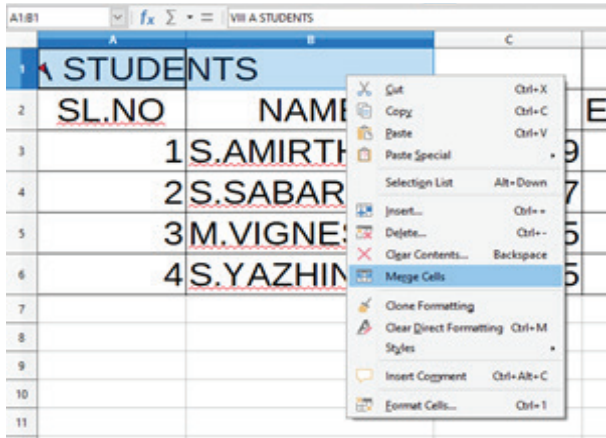 A1:B1 fx Σ = VIII A STUDENTS
A B C
1 A STUDENTS
2 SL.NO NAME E
3 1 S.AMIRTH 9
4 2 S.SABAR 7
5 3 M.VIGNES 5
6 4 S.YAZHIN 5
7
8
9
10
11
Cut Ctrl+X
Copy Ctrl+C
Paste Ctrl+V
Paste Special
Selection List Alt+Down
Insert... Ctrl++
Delete... Ctrl+-
Clear Contents... Backspace
Merge Cells
Clone Formatting
Clear Direct Formatting Ctrl+M
Styles
Insert Comment Ctrl+Alt+C
Format Cells... Ctrl+1